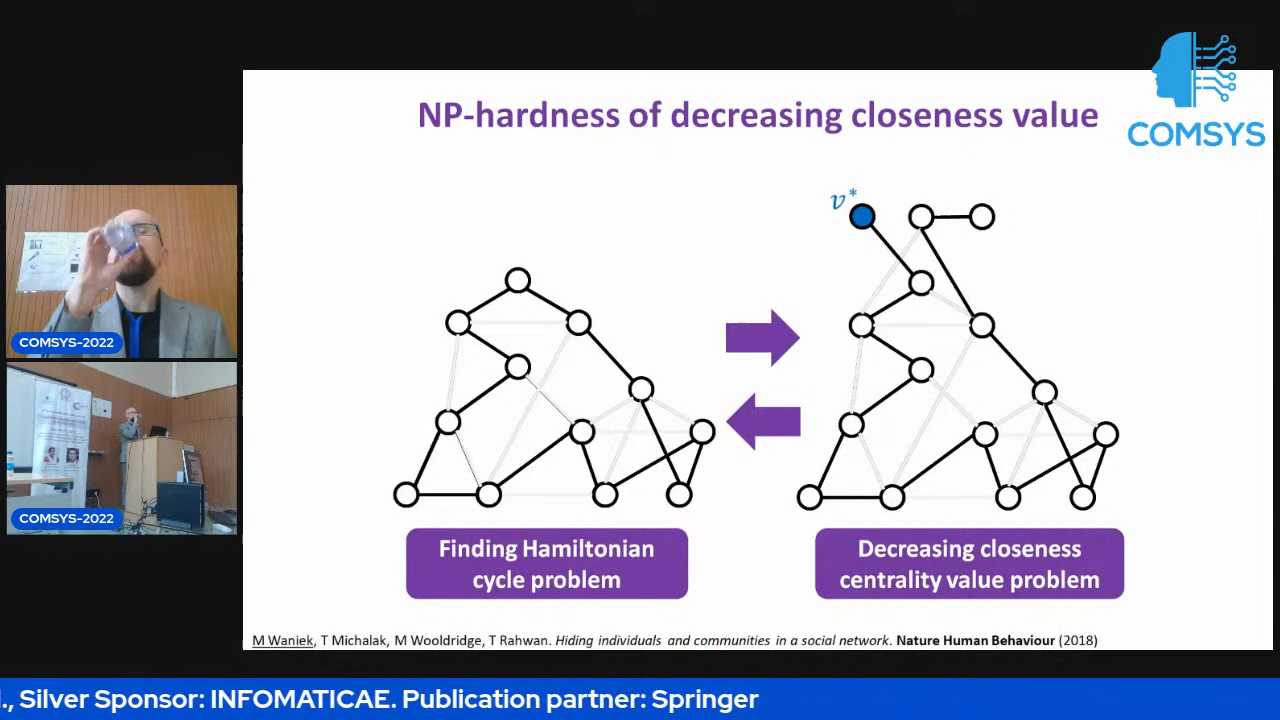 NP-hardness of decreasing closeness value
COMSYS
v*
COMSYS-2022
COMSYS-2022
Finding Hamiltonian
cycle problem
Decreasing closeness
centrality value problem
M Waniek, T Michalak, M Wooldridge, T Rahwan. Hiding individuals and communities in a social network. Nature Human Behaviour (2018)
., Silver Sponsor: INFOMATICAE. Publication partner: Springer